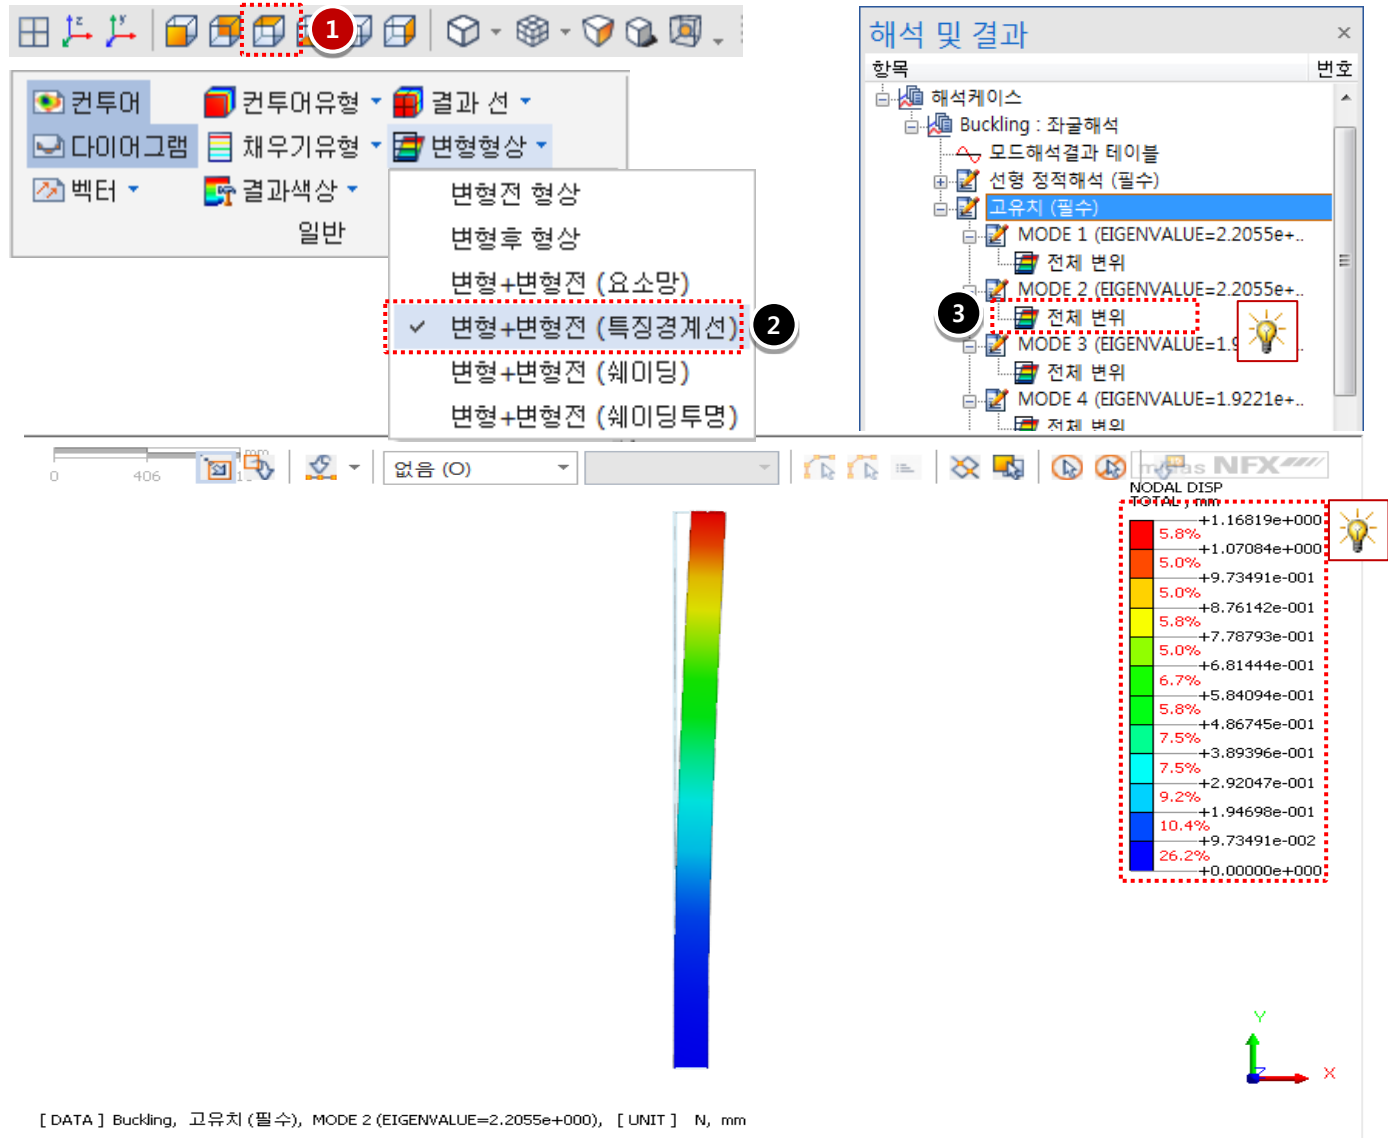 1
컨투어
컨투어유형
결과 선
다이어그램
채우기유형
변형형상
벡터
결과색상
일반
변형전 형상
변형후 형상
변형+변형전 (요소망)
변형+변형전 (특징경계선)
2
변형+변형전 (쉐이딩)
변형+변형전 (쉐이딩투명)
해석 및 결과
항목
번호
해석케이스
Buckling : 좌굴해석
모드해석결과 테이블
선형 정적해석 (필수)
고유치 (필수)
MODE 1 (EIGENVALUE=2.2055e+..
전체 변위
MODE 2 (EIGENVALUE=2.2055e+..
3
전체 변위
MODE 3 (EIGENVALUE=1.9
전체 변위
MODE 4 (EIGENVALUE=1.9221e+..
전체 변위
mm
0
406
없음 (O)
midas NFX
NODAL DISP
TOTAL , mm
+1.16819e+000
5.8%
+1.07084e+000
5.0%
+9.73491e-001
5.0%
+8.76142e-001
5.8%
+7.78793e-001
5.0%
+6.81444e-001
6.7%
+5.84094e-001
5.8%
+4.86745e-001
7.5%
+3.89396e-001
7.5%
+2.92047e-001
9.2%
+1.94698e-001
10.4%
+9.73491e-002
26.2%
+0.00000e+000
Y
Z
X
[ DATA ] Buckling, 고유치 (필수), MODE 2 (EIGENVALUE=2.2055e+000), [ UNIT ] N, mm